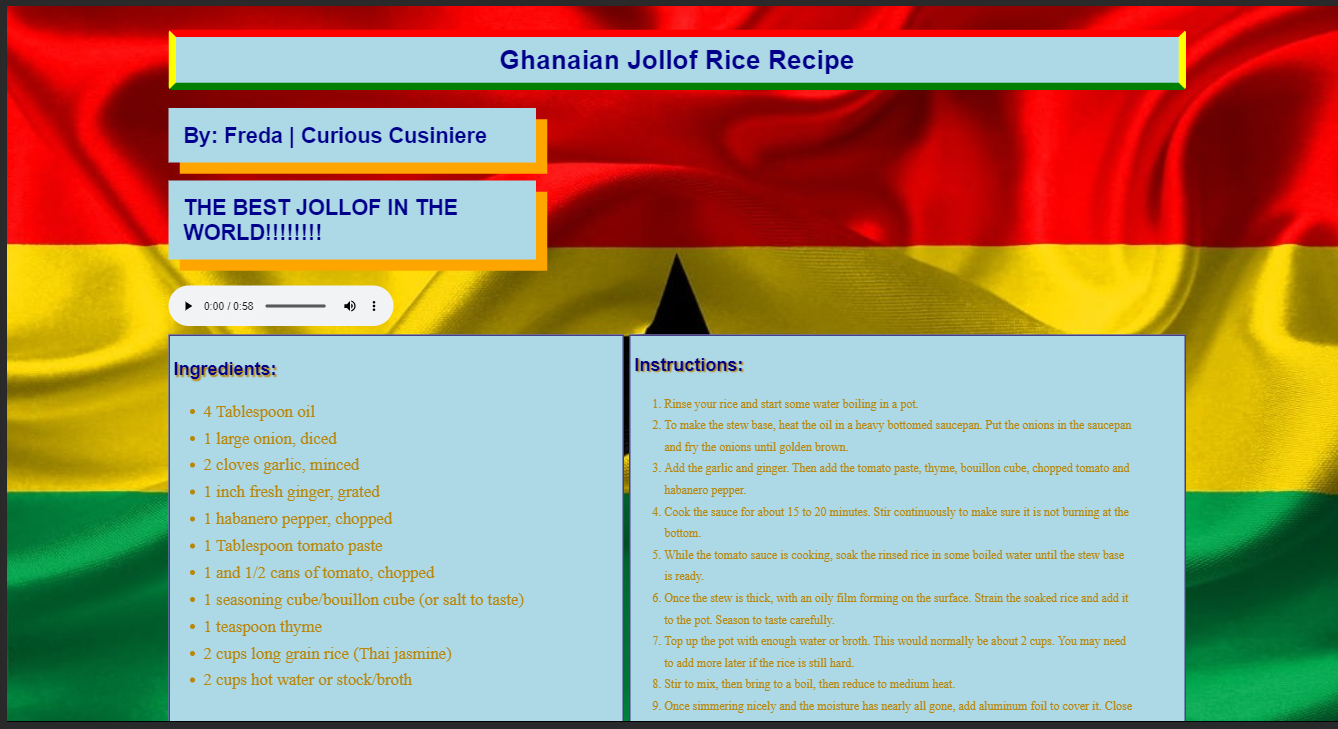 Ghanaian Jollof Rice Recipe
By: Freda | Curious Cusiniere
THE BEST JOLLOF IN THE
WORLD!!!!!!!!
0:00 / 0:58
Ingredients:
• 4 Tablespoon oil
• 1 large onion, diced
• 2 cloves garlic, minced
• 1 inch fresh ginger, grated
• 1 habanero pepper, chopped
• 1 Tablespoon tomato paste
• 1 and 1/2 cans of tomato, chopped
• 1 seasoning cube/bouillon cube (or salt to taste)
• 1 teaspoon thyme
• 2 cups long grain rice (Thai jasmine)
• 2 cups hot water or stock/broth
Instructions:
1. Rinse your rice and start some water boiling in a pot.
2. To make the stew base, heat the oil in a heavy bottomed saucepan. Put the onions in the saucepan
and fry the onions until golden brown.
3. Add the garlic and ginger. Then add the tomato paste, thyme, bouillon cube, chopped tomato and
habanero pepper.
4. Cook the sauce for about 15 to 20 minutes. Stir continuously to make sure it is not burning at the
bottom.
5. While the tomato sauce is cooking, soak the rinsed rice in some boiled water until the stew base
is ready.
6. Once the stew is thick, with an oily film forming on the surface. Strain the soaked rice and add it
to the pot. Season to taste carefully.
7. Top up the pot with enough water or broth. This would normally be about 2 cups. You may need
to add more later if the rice is still hard.
8. Stir to mix, then bring to a boil, then reduce to medium heat.
9. Once simmering nicely and the moisture has nearly all gone, add aluminum foil to cover it. Close